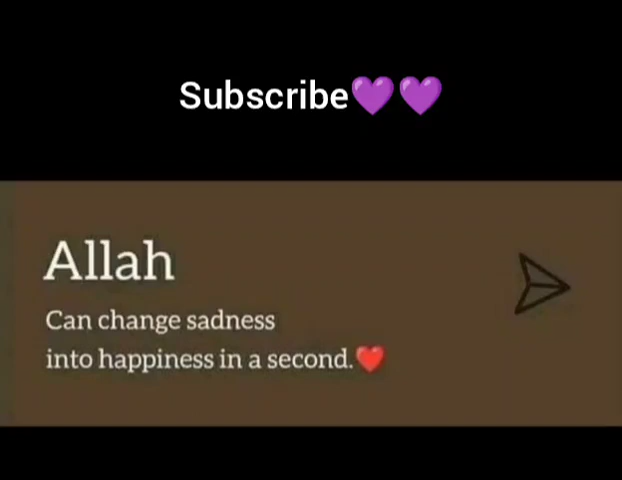 Subscribe💜💜
Allah
Can change sadness
into happiness in a second.❤️